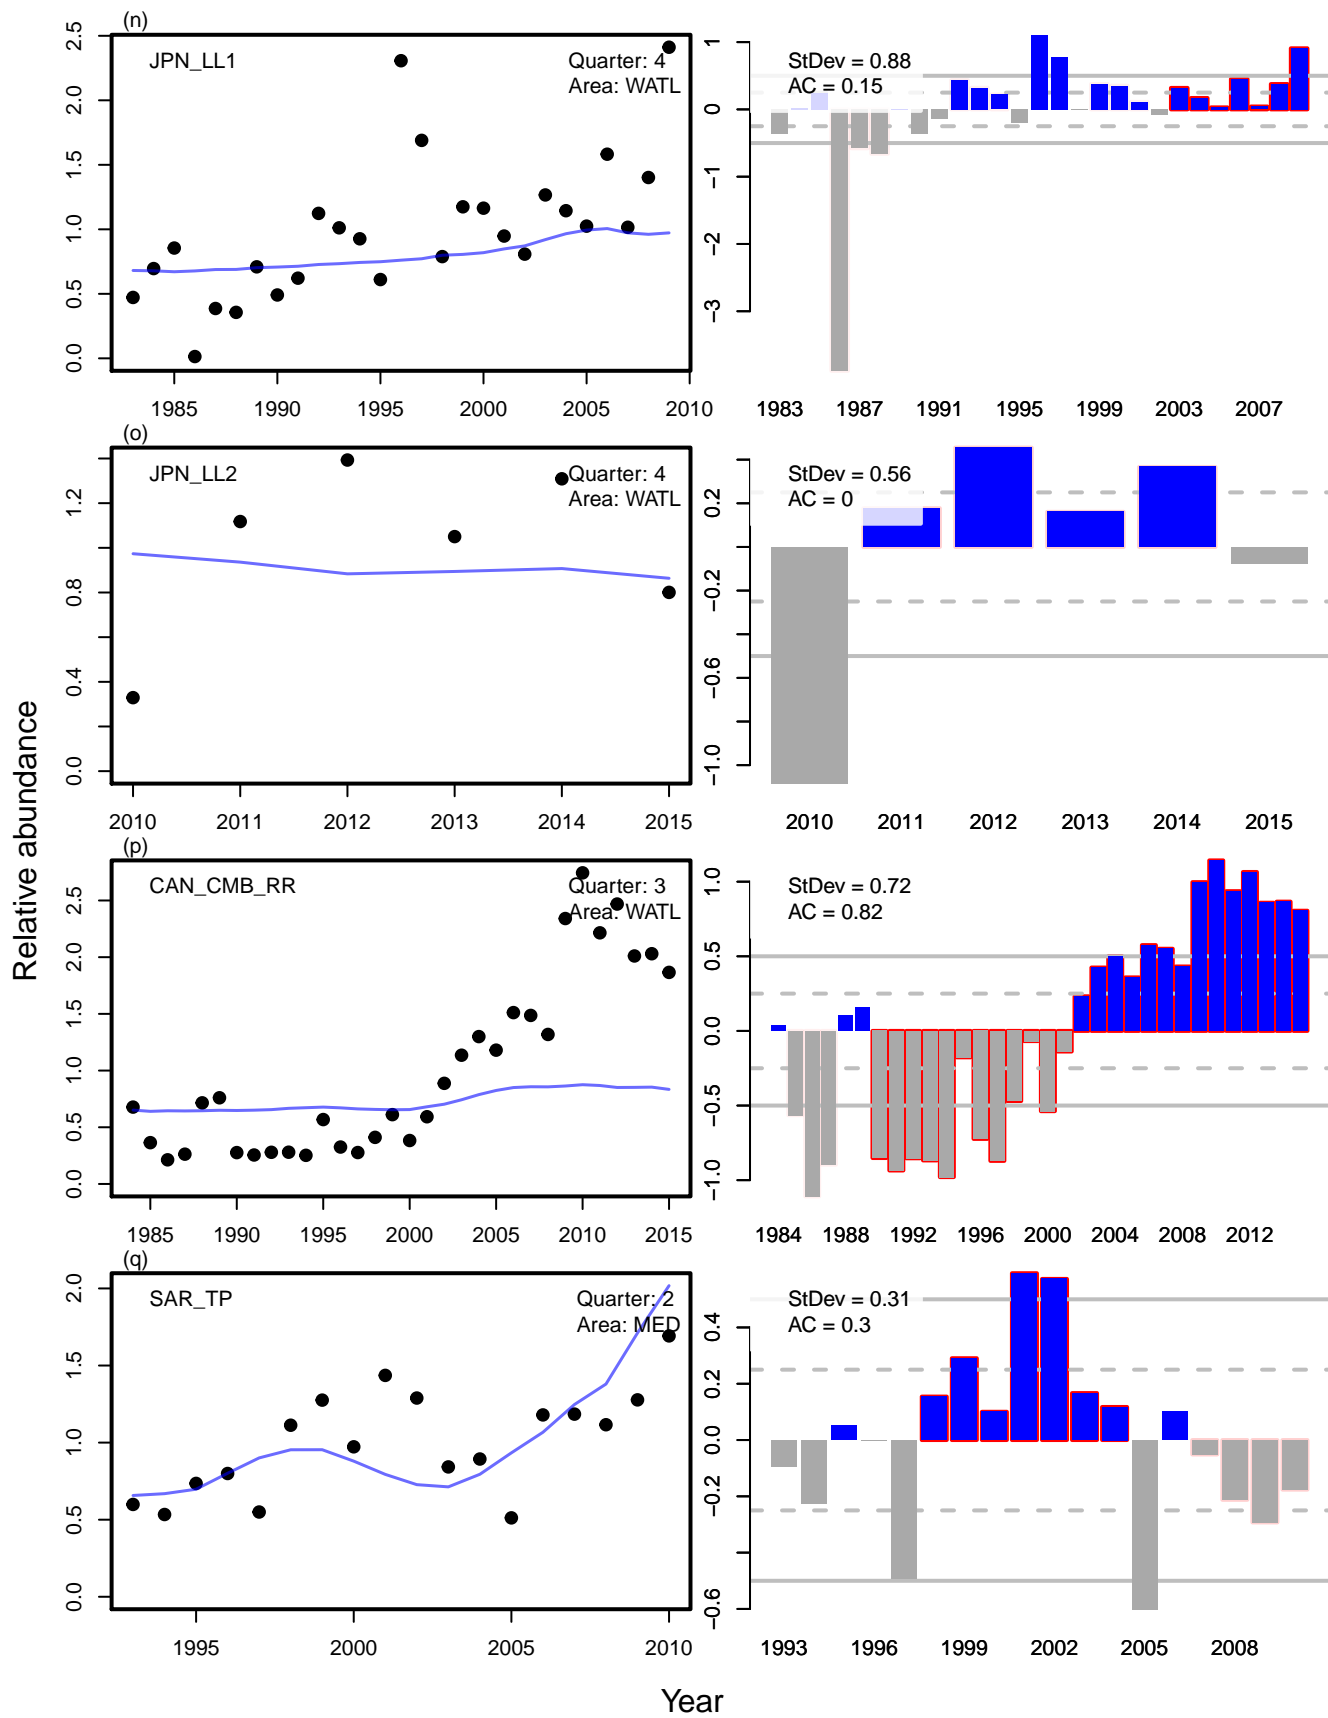 (n)
JPN_LL1
Quarter: 4
Area: WATL
0.0 0.5 1.0 1.5 2.0 2.5
1985 1990 1995 2000 2005 2010
StDev = 0.88
AC = 0.15
−3 −2 −1 0 1
1983 1987 1991 1995 1999 2003 2007
(o)
JPN_LL2
Quarter: 4
Area: WATL
0.0 0.4 0.8 1.2
2010 2011 2012 2013 2014 2015
StDev = 0.56
AC = 0
−1.0 −0.6 −0.2 0.2
2010 2011 2012 2013 2014 2015
(p)
CAN_CMB_RR
Quarter: 3
Area: WATL
0.0 0.5 1.0 1.5 2.0 2.5
1985 1990 1995 2000 2005 2010 2015
StDev = 0.72
AC = 0.82
−1.0 −0.5 0.0 0.5 1.0
1984 1988 1992 1996 2000 2004 2008 2012
(q)
SAR_TP
Quarter: 2
Area: MED
0.0 0.5 1.0 1.5 2.0
1995 2000 2005 2010
StDev = 0.31
AC = 0.3
−0.6 −0.2 0.0 0.2 0.4
1993 1996 1999 2002 2005 2008
Relative abundance
Year